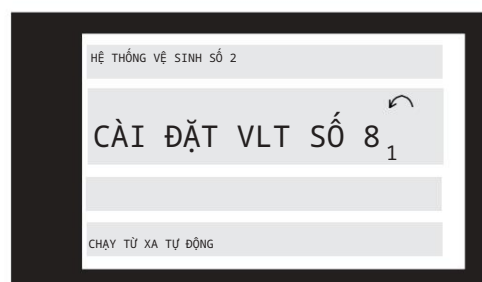 HỆ THỐNG VỆ SINH SỐ 2
CÀI ĐẶT VLT SỐ 8 1
CHẠY TỪ XA TỰ ĐỘNG